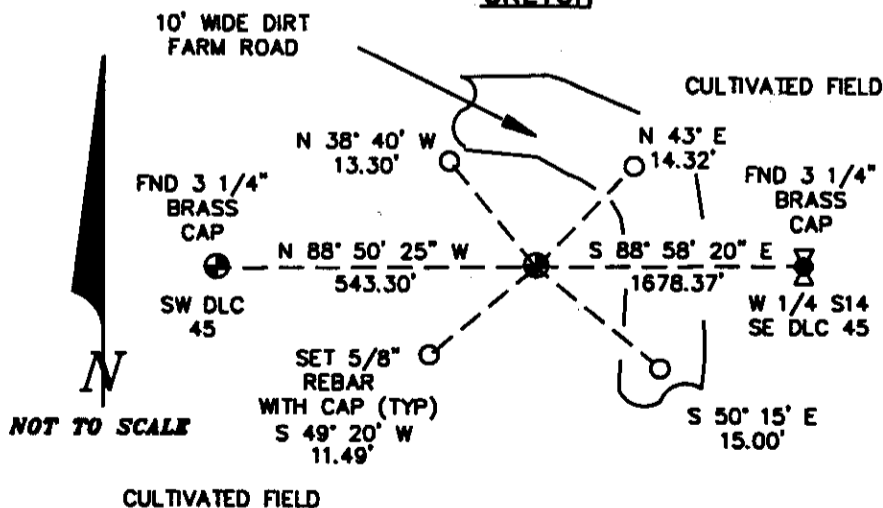 SKETCH
10' WIDE DIRT
FARM ROAD
CULTIVATED FIELD
N 38° 40' W
13.30'
N 43° E
14.32'
FND 3 1/4"
BRASS
CAP
FND 3 1/4"
BRASS
CAP
N 88° 50' 25" W
543.30'
S 88° 58' 20" E
1678.37'
SW DLC
45
W 1/4 S14
SE DLC 45
SET 5/8"
REBAR
WITH CAP (TYP)
S 49° 20' W
11.49'
N
NOT TO SCALE
S 50° 15' E
15.00'
CULTIVATED FIELD